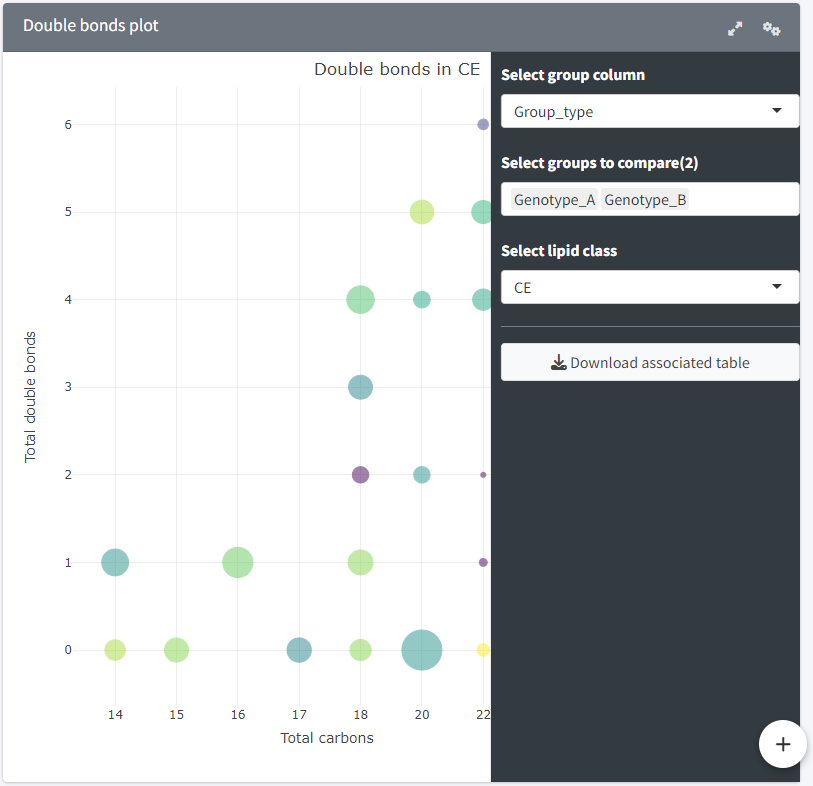 Double bonds plot
Double bonds in CE
Select group column
Group_type
Select groups to compare(2)
Genotype_A Genotype_B
Select lipid class
CE
Download associated table
Total double bonds
6
5
4
3
2
1
0
14 15 16 17 18 20 22
Total carbons
+